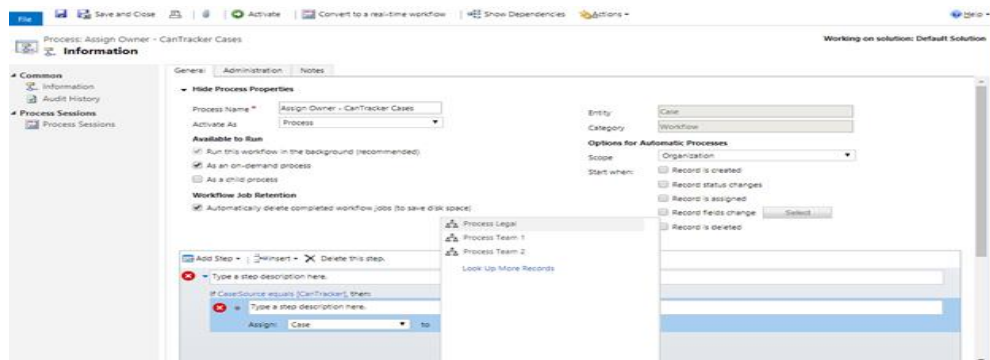 File Save and Close Activate Convert to a real-time workflow Show Dependencies Actions Help
Process: Assign Owner - CanTracker Cases
Information
Working on solution: Default Solution
Common
Information
Audit History
Process Sessions
Process Sessions
General Administration Notes
Hide Process Properties
Process Name * Assign Owner - CanTracker Cases
Activate As Process
Available to Run
Run this workflow in the background (recommended)
As an on-demand process
As a child process
Workflow Job Retention
Automatically delete completed workflow jobs (to save disk space)
Entity Case
Category Workflow
Options for Automatic Processes
Scope Organization
Start when: Record is created
Record status changes
Record is assigned
Record fields change Select
Record is deleted
Process Legal
Process Team 1
Process Team 2
Look Up More Records
Add Step Insert Delete this step.
Type a step description here.
If CaseSource equals [CanTracker], then:
Type a step description here.
Assign: Case to